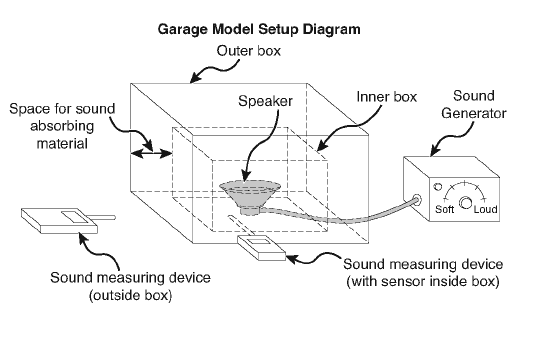 Garage Model Setup Diagram
Outer box
Space for sound
absorbing
material
Speaker
Inner box
Sound
Generator
Soft
Loud
Sound measuring device
(outside box)
Sound measuring device
(with sensor inside box)